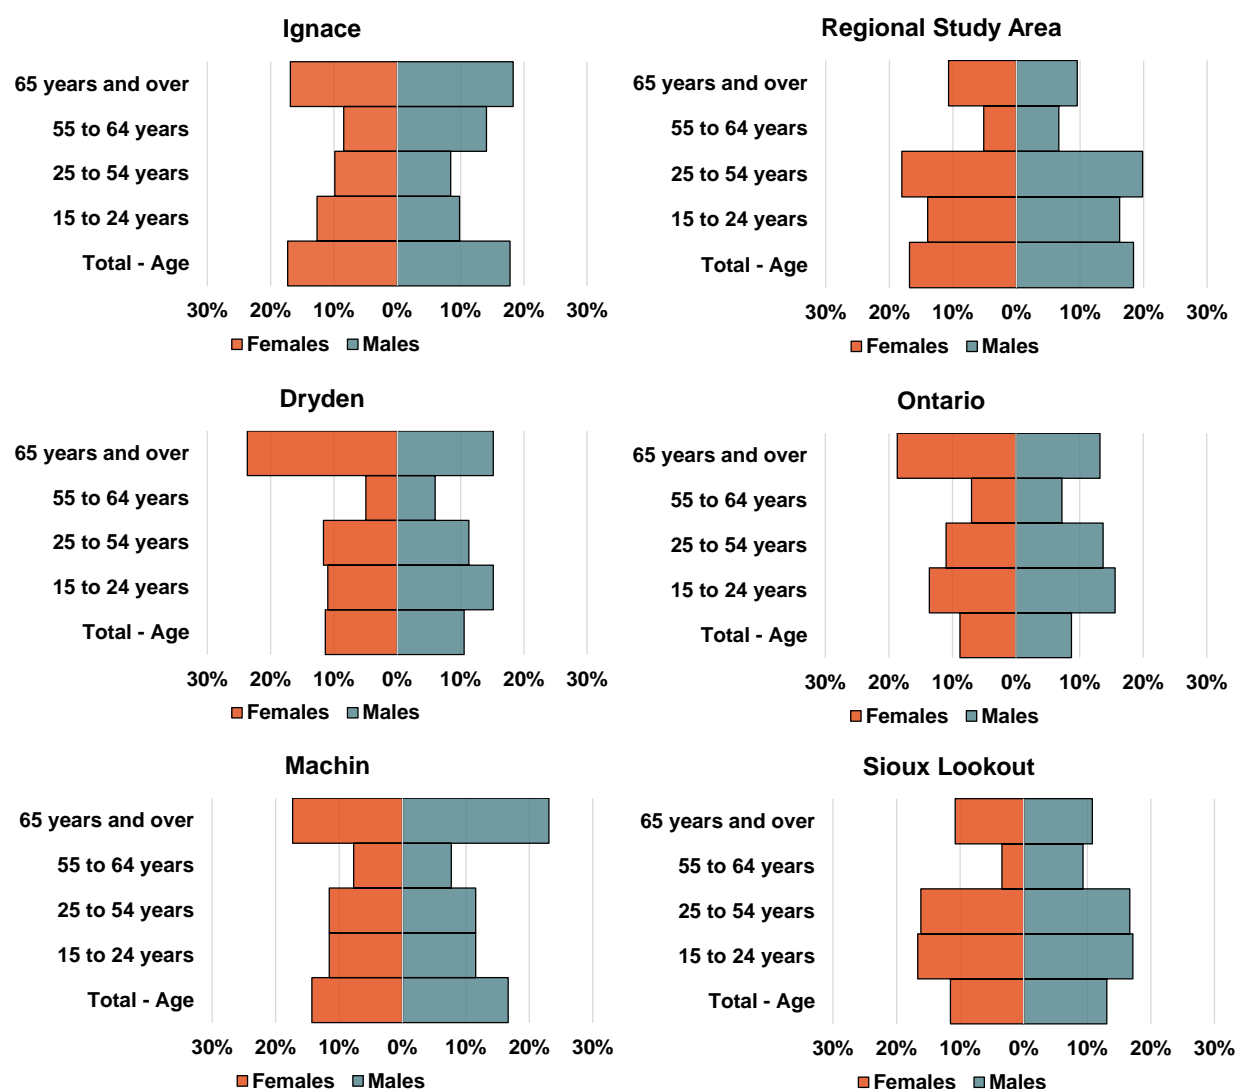 Ignace
65 years and over
55 to 64 years
25 to 54 years
15 to 24 years
Total - Age
30% 20% 10% 0% 10% 20% 30%
Females Males
Regional Study Area
65 years and over
55 to 64 years
25 to 54 years
15 to 24 years
Total - Age
30% 20% 10% 0% 10% 20% 30%
Females Males
Dryden
65 years and over
55 to 64 years
25 to 54 years
15 to 24 years
Total - Age
30% 20% 10% 0% 10% 20% 30%
Females Males
Ontario
65 years and over
55 to 64 years
25 to 54 years
15 to 24 years
Total - Age
30% 20% 10% 0% 10% 20% 30%
Females Males
Machin
65 years and over
55 to 64 years
25 to 54 years
15 to 24 years
Total - Age
30% 20% 10% 0% 10% 20% 30%
Females Males
Sioux Lookout
65 years and over
55 to 64 years
25 to 54 years
15 to 24 years
Total - Age
30% 20% 10% 0% 10% 20% 30%
Females Males